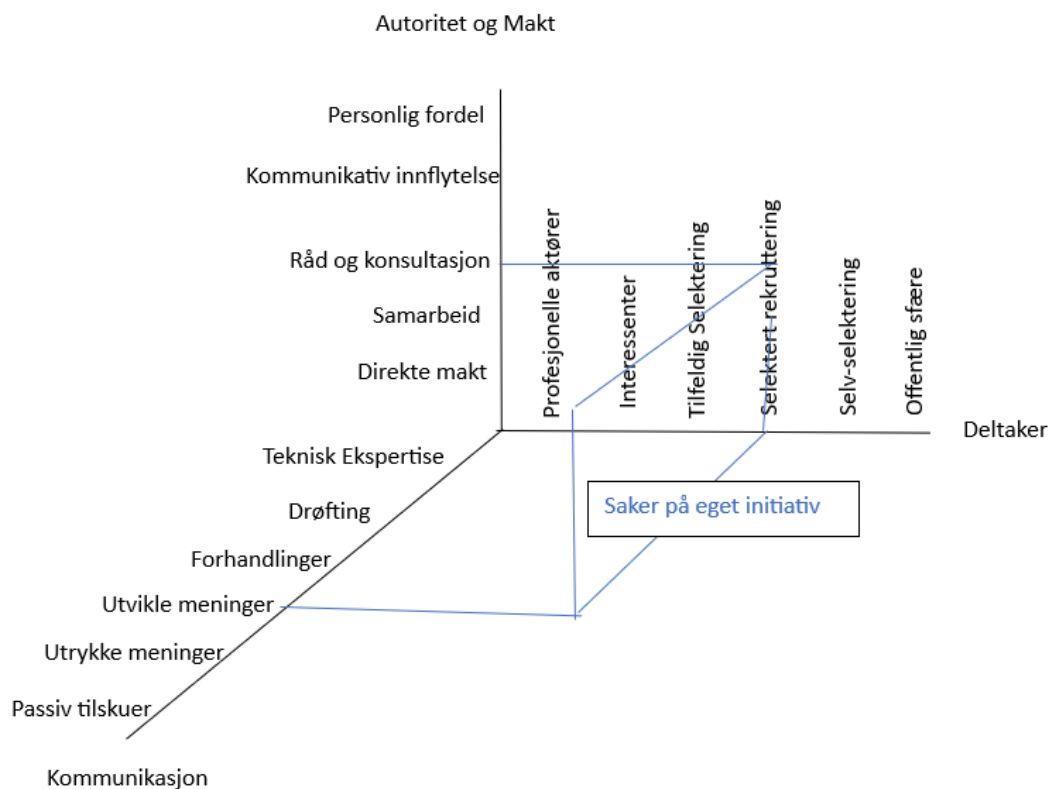 Autoritet og Makt
Personlig fordel
Kommunikativ innflytelse
Råd og konsultasjon
Samarbeid
Direkte makt
Profesjonelle aktører
Interessenter
Tilfeldig Selektering
Selektert rekruttering
Selv-selektering
Offentlig sfære
Deltaker
Teknisk Ekspertise
Drøfting
Forhandlinger
Utvikle meninger
Utrykke meninger
Passiv tilskuer
Kommunikasjon
Saker på eget initiativ